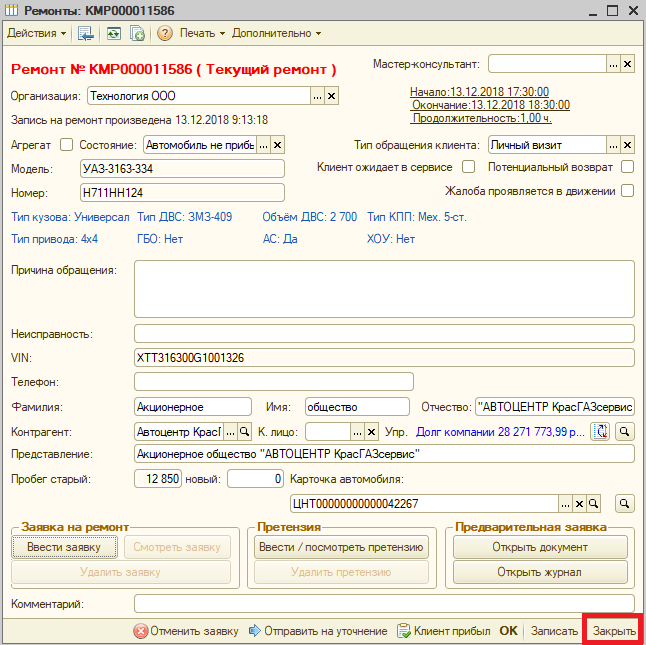 Ремонты: КМР000011586
Действия Печать Дополнительно
Ремонт № КМР000011586 ( Текущий ремонт )
Мастер-консультант:
Организация: Технология ООО
Начало:13.12.2018 17:30:00
Окончание:13.12.2018 18:30:00
Продолжительность:1,00 ч.
Запись на ремонт произведена 13.12.2018 9:13:18
Агрегат Состояние: Автомобиль не прибы ... Тип обращения клиента: Личный визит ...
Модель: УАЗ-3163-334
Клиент ожидает в сервисе Потенциальный возврат
Номер: Н711НН124
Жалоба проявляется в движении
Тип кузова: Универсал Тип ДВС: ЗМЗ-409 Объём ДВС: 2 700 Тип КПП: Мех. 5-ст.
Тип привода: 4x4 ГБО: Нет АС: Да ХОУ: Нет
Причина обращения:
Неисправность:
VIN: XTT316300G1001326
Телефон:
Фамилия: Акционерное Имя: общество Отчество: "АВТОЦЕНТР КрасГАЗсервис
Контрагент: Автоцентр КрасГ ... К. лицо: ... Упр. Долг компании 28 271 773,99 р...
Представление: Акционерное общество "АВТОЦЕНТР КрасГАЗсервис"
Пробег старый: 12 850 новый: 0 Карточка автомобиля:
ЦНТ00000000000042267 ...
Заявка на ремонт Претензия Предварительная заявка
Ввести заявку Смотреть заявку Ввести / посмотреть претензию Открыть документ
Удалить заявку Удалить претензию Открыть журнал
Комментарий:
Отменить заявку Отправить на уточнение Клиент прибыл OK Записать Закрыть